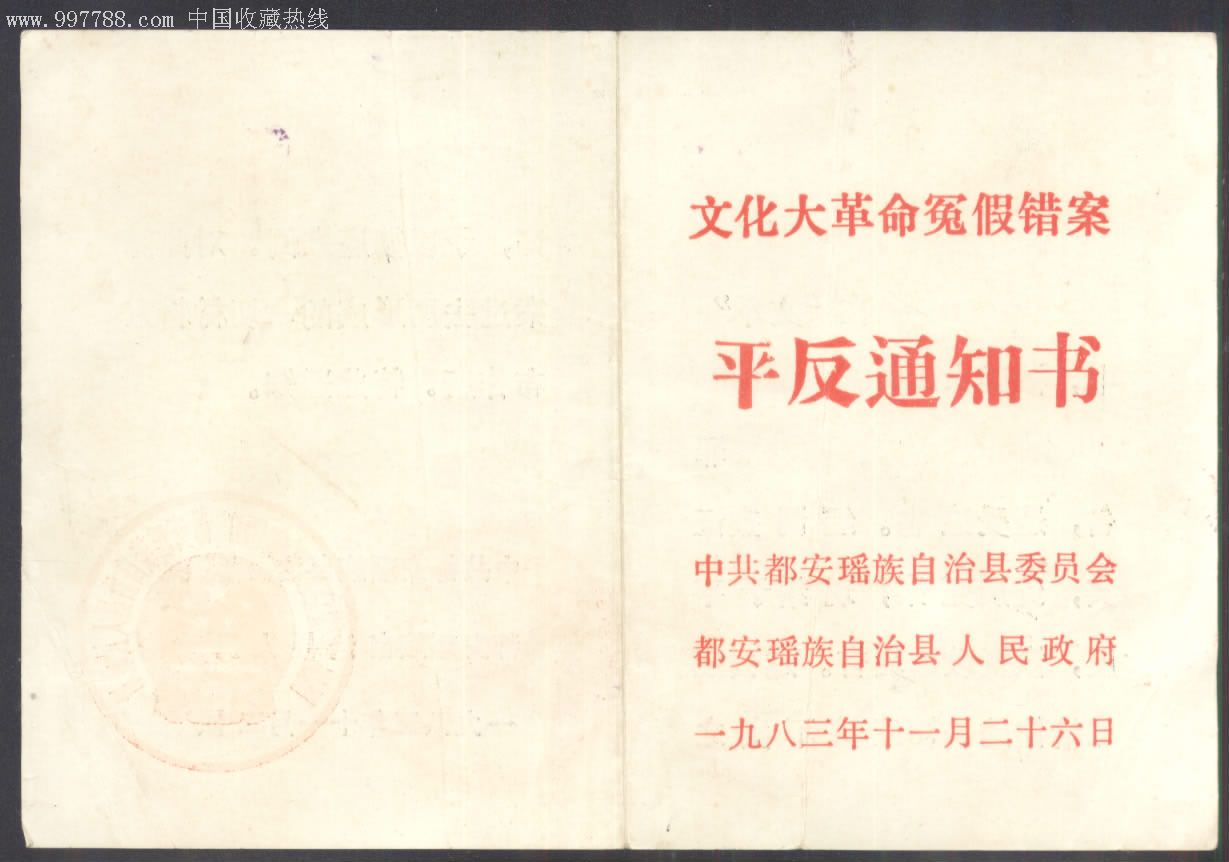 www.997788.com 中国收藏热线
文化大革命冤假错案
平反通知书
中共都安瑶族自治县委员会
都安瑶族自治县人民政府
一九八三年十一月二十六日